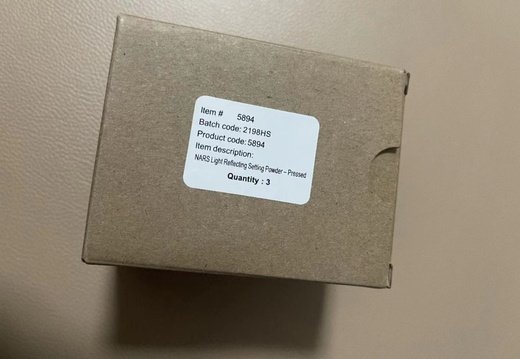 Item # 5894
Batch code: 2198HS
Product code: 5894
Item description:
NARS Light Reflecting Setting Powder – Pressed
Quantity : 3